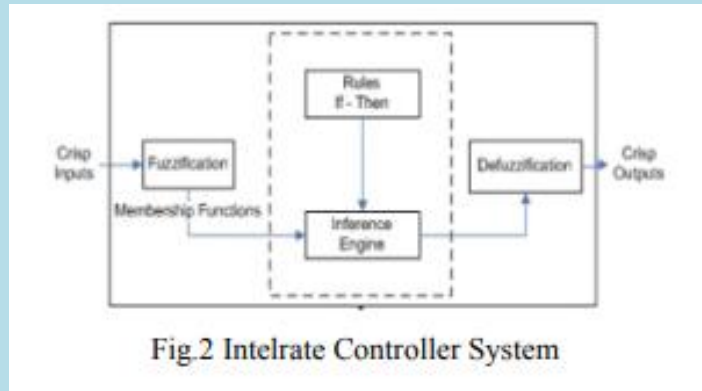 Rules
If - Then
Crisp
Inputs
Fuzzification
Defuzzification
Crisp
Outputs
Membership Functions
Inference
Engine
Fig.2 Intelrate Controller System